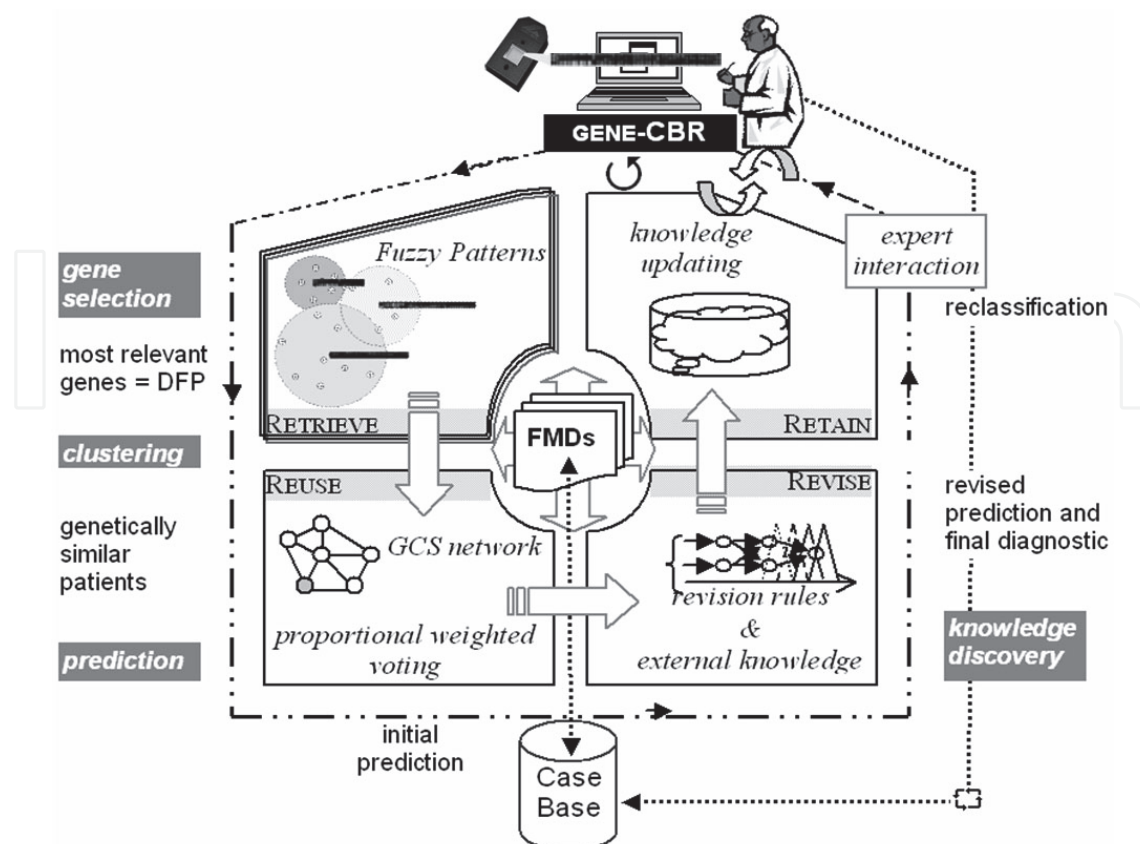 GENE-CBR
gene
selection
most relevant
genes = DFP
clustering
genetically
similar
patients
prediction
Fuzzy Patterns
RETRIEVE
knowledge
updating
RETAIN
expert
interaction
reclassification
FMDs
REUSE
GCS network
proportional weighted
voting
REVISE
revision rules
&
external knowledge
revised
prediction and
final diagnostic
knowledge
discovery
initial
prediction
Case
Base